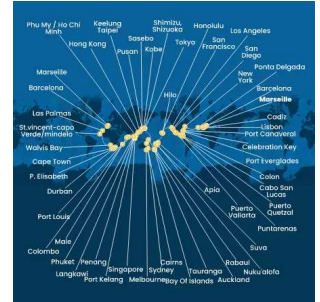 Phu My / Ho Chi
Minh
Keelung
Taipei
Hong Kong
Pusan
Sasebo
Kobe
Shimizu,
Shizuoka
Tokyo
Honolulu
San
Francisco
Los Angeles
San
Diego
New
York
Ponta Delgada
Hilo
Marseille
Barcelona
Las Palmas
St.vincent-capo
Verde/mindelo
Walvis Bay
Cape Town
P. Elisabeth
Durban
Port Louis
Male
Colombo
Phuket
Langkawi
Penang
Port Kelang
Singapore
Melbourne
Sydney
Cairns
Bay Of Islands
Tauranga
Auckland
Rabaul
Nuku'alofa
Suva
Apia
Puntarenas
Puerto
Quetzal
Puerto
Vallarta
Cabo San
Lucas
Colon
Port Everglades
Celebration Key
Port Canaveral
Lisbon
Cadiz
Marseille
Barcelona